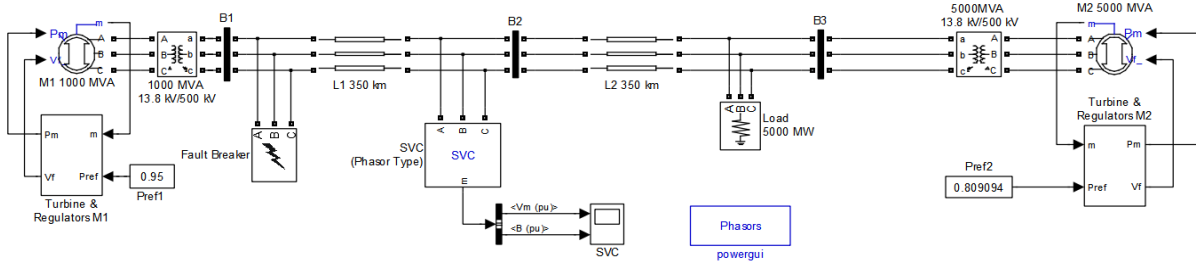 B1
B2
B3
5000MVA
13.8 kV/500 kV
M2 5000 MVA
m
Pm
A
B
C
Vf
M1 1000 MVA
A
B
C
a
b
c
1000 MVA
13.8 kV/500 kV
L1 350 km
L2 350 km
a
b
c
A
B
C
m
A
B
C
Pm
Vf_
A
B
C
Fault Breaker
A
B
C
SVC
m
SVC
(Phasor Type)
A
B
C
Load
5000 MW
Pm
m
Vf
Pref
Turbine &
Regulators M1
0.95
Pref1
<Vm (pu)>
<B (pu)>
SVC
Phasors
powergui
Pref2
0.809094
Turbine &
Regulators M2
m
Pm
Pref
Vf